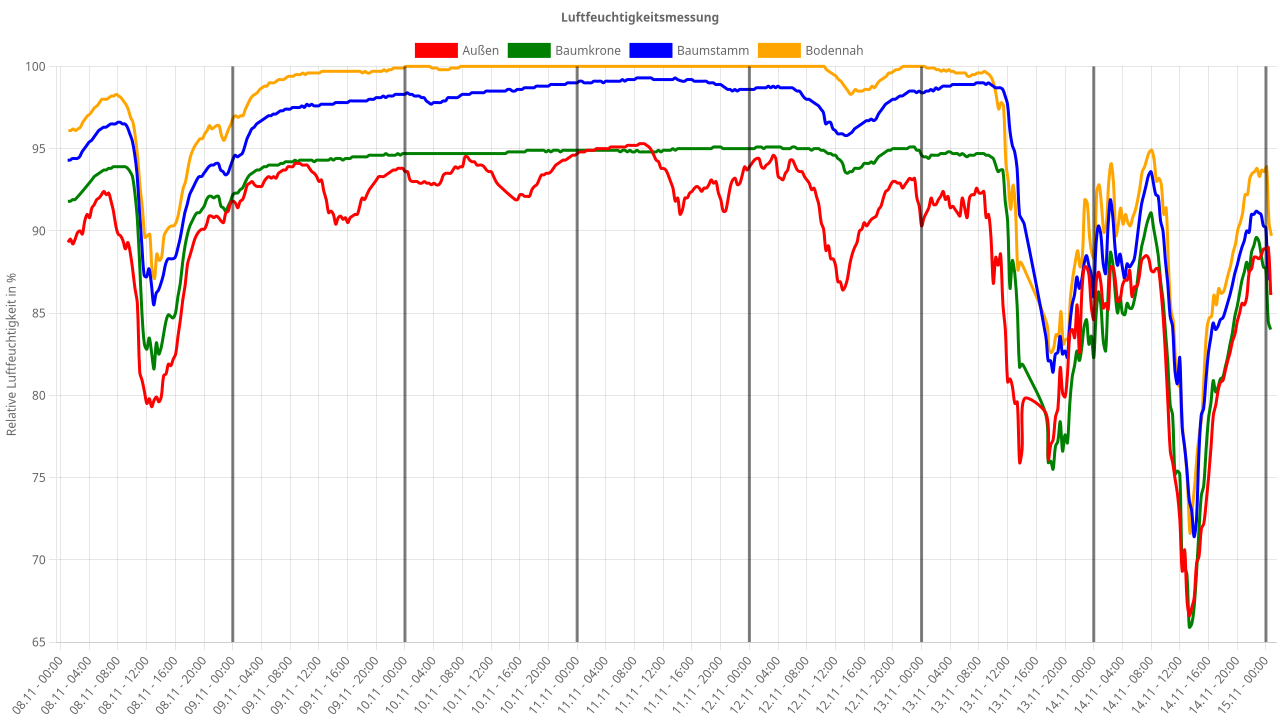 Luftfeuchtigkeitsmessung
Außen Baumkrone Baumstamm Bodennah
Relative Luftfeuchtigkeit in %
100
95
90
85
80
75
70
65
08.11 - 00:00
08.11 - 04:00
08.11 - 08:00
08.11 - 12:00
08.11 - 16:00
08.11 - 20:00
09.11 - 00:00
09.11 - 04:00
09.11 - 08:00
09.11 - 12:00
09.11 - 16:00
09.11 - 20:00
10.11 - 00:00
10.11 - 04:00
10.11 - 08:00
10.11 - 12:00
10.11 - 16:00
10.11 - 20:00
11.11 - 00:00
11.11 - 04:00
11.11 - 08:00
11.11 - 12:00
11.11 - 16:00
11.11 - 20:00
12.11 - 00:00
12.11 - 04:00
12.11 - 08:00
12.11 - 12:00
12.11 - 16:00
12.11 - 20:00
13.11 - 00:00
13.11 - 04:00
13.11 - 08:00
13.11 - 12:00
13.11 - 16:00
13.11 - 20:00
14.11 - 00:00
14.11 - 04:00
14.11 - 08:00
14.11 - 12:00
14.11 - 16:00
14.11 - 20:00
15.11 - 00:00